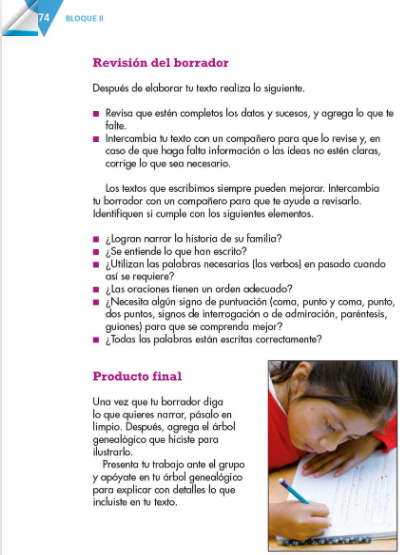 74
BLOQUE II
Revisión del borrador
Después de elaborar tu texto realiza lo siguiente.
■ Revisa que estén completos los datos y sucesos, y agrega lo que te
falte.
■ Intercambia tu texto con un compañero para que lo revise y, en
caso de que haga falta información o las ideas no estén claras,
corrige lo que sea necesario.
Los textos que escribimos siempre pueden mejorar. Intercambia
tu borrador con un compañero para que te ayude a revisarlo.
Identifiquen si cumple con los siguientes elementos.
■ ¿Logran narrar la historia de su familia?
■ ¿Se entiende lo que han escrito?
■ ¿Utilizan las palabras necesarias (los verbos) en pasado cuando
así se requiere?
■ ¿Las oraciones tienen un orden adecuado?
■ ¿Necesita algún signo de puntuación (coma, punto y coma, punto,
dos puntos, signos de interrogación o de admiración, paréntesis,
guiones) para que se comprenda mejor?
■ ¿Todas las palabras están escritas correctamente?
Producto final
Una vez que tu borrador diga
lo que quieres narrar, pásalo en
limpio. Después, agrega el árbol
genealógico que hiciste para
ilustrarlo.
Presenta tu trabajo ante el grupo
y apóyate en tu árbol genealógico
para explicar con detalles lo que
incluiste en tu texto.